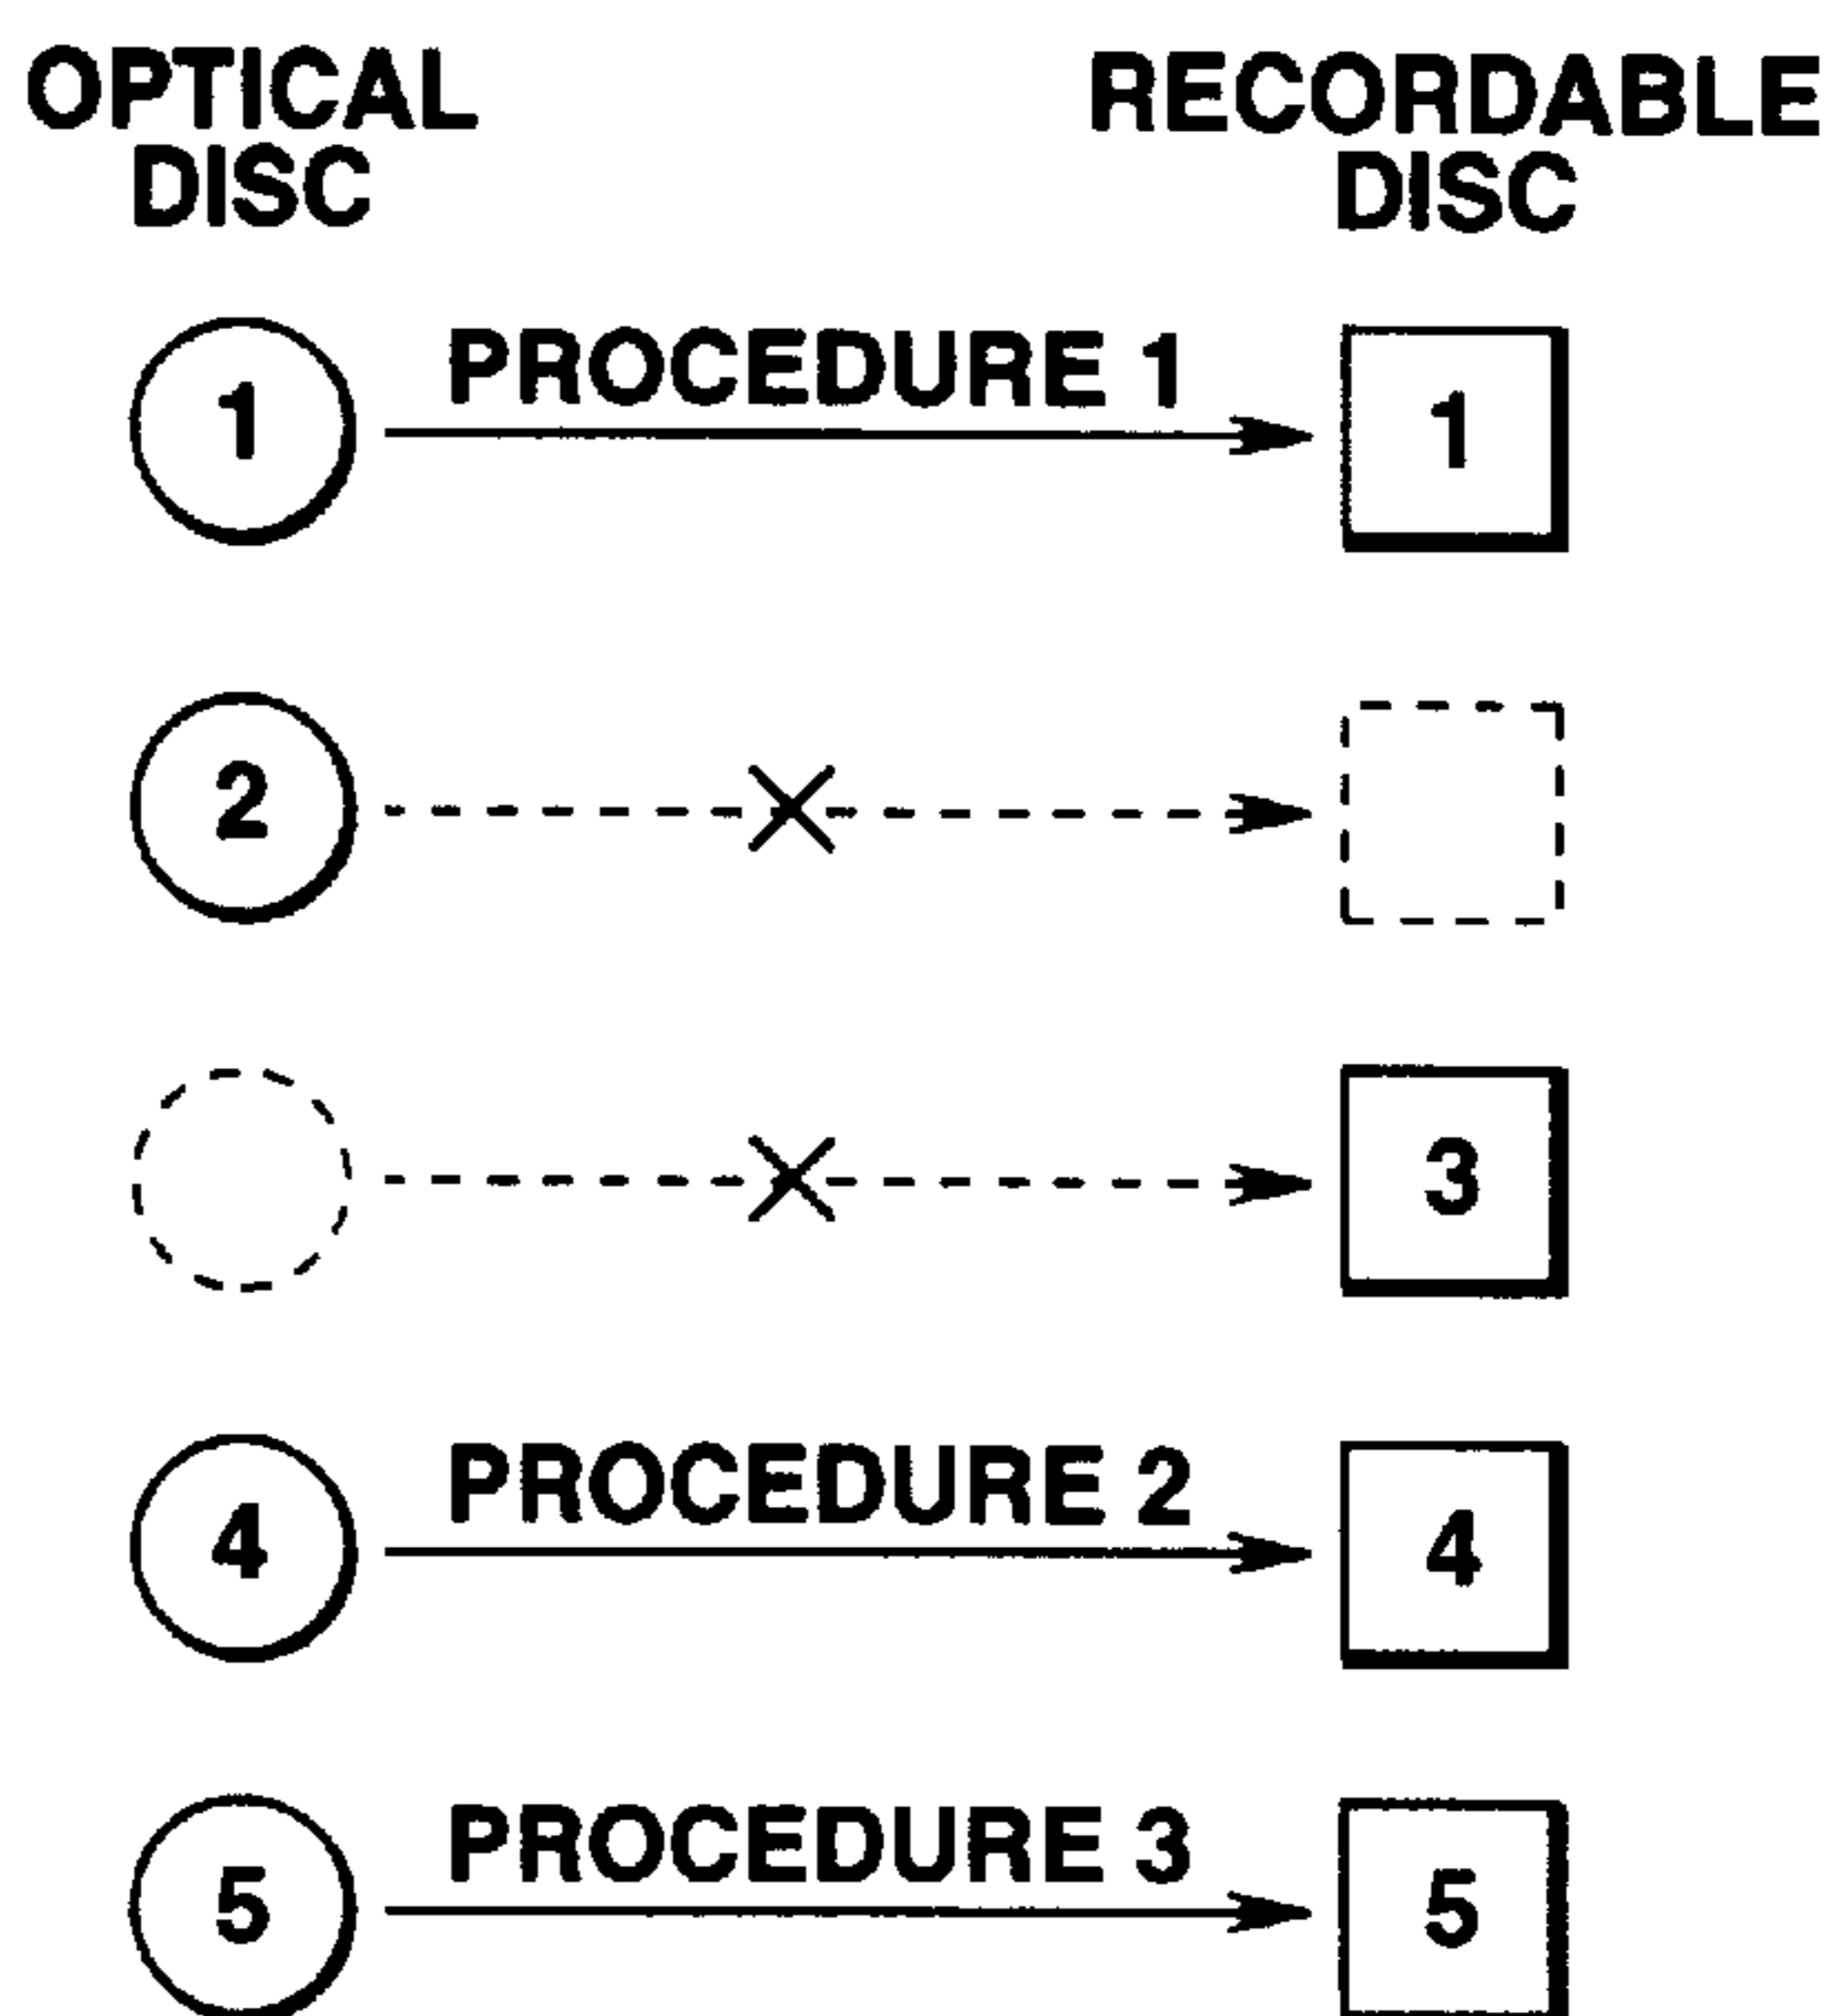 OPTICAL
DISC
RECORDABLE
DISC
1
PROCEDURE 1
1
2
3
4
PROCEDURE 2
4
5
PROCEDURE 3
5